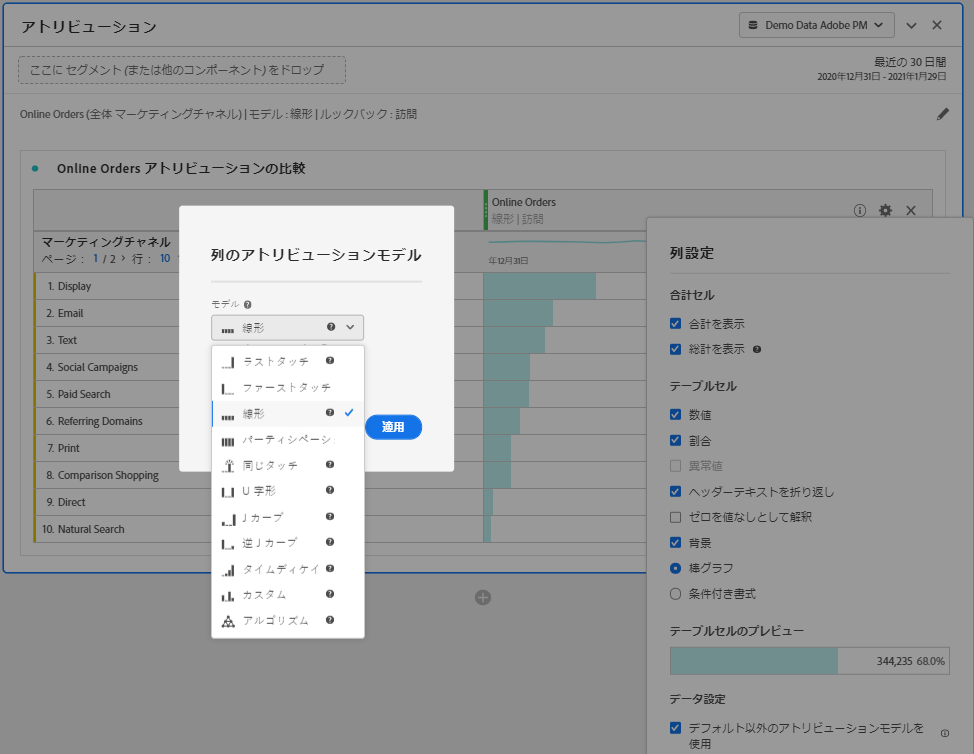 アトリビューション
Demo Data Adobe PM
ここに セグメント (または他のコンポーネント) をドロップ
最近の 30 日間
2020年12月31日 - 2021年1月29日
Online Orders (全体 マーケティングチャネル) | モデル : 線形 | ルックバック : 訪問
Online Orders アトリビューションの比較
Online Orders
線形 | 訪問
マーケティングチャネル
ページ : 1 / 2 › 行 : 10
年12月31日
1. Display
2. Email
3. Text
4. Social Campaigns
5. Paid Search
6. Referring Domains
7. Print
8. Comparison Shopping
9. Direct
10. Natural Search
列のアトリビューションモデル
モデル
線形
ラストタッチ
ファーストタッチ
線形
パーティシペーシ
同じタッチ
U 字形
J カーブ
逆 J カーブ
タイムディケイ
カスタム
アルゴリズム
適用
列設定
合計セル
合計を表示
総計を表示
テーブルセル
数値
割合
異常値
ヘッダーテキストを折り返し
ゼロを値なしとして解釈
背景
棒グラフ
条件付き書式
テーブルセルのプレビュー
344,235 68.0%
データ設定
デフォルト以外のアトリビューションモデルを
使用